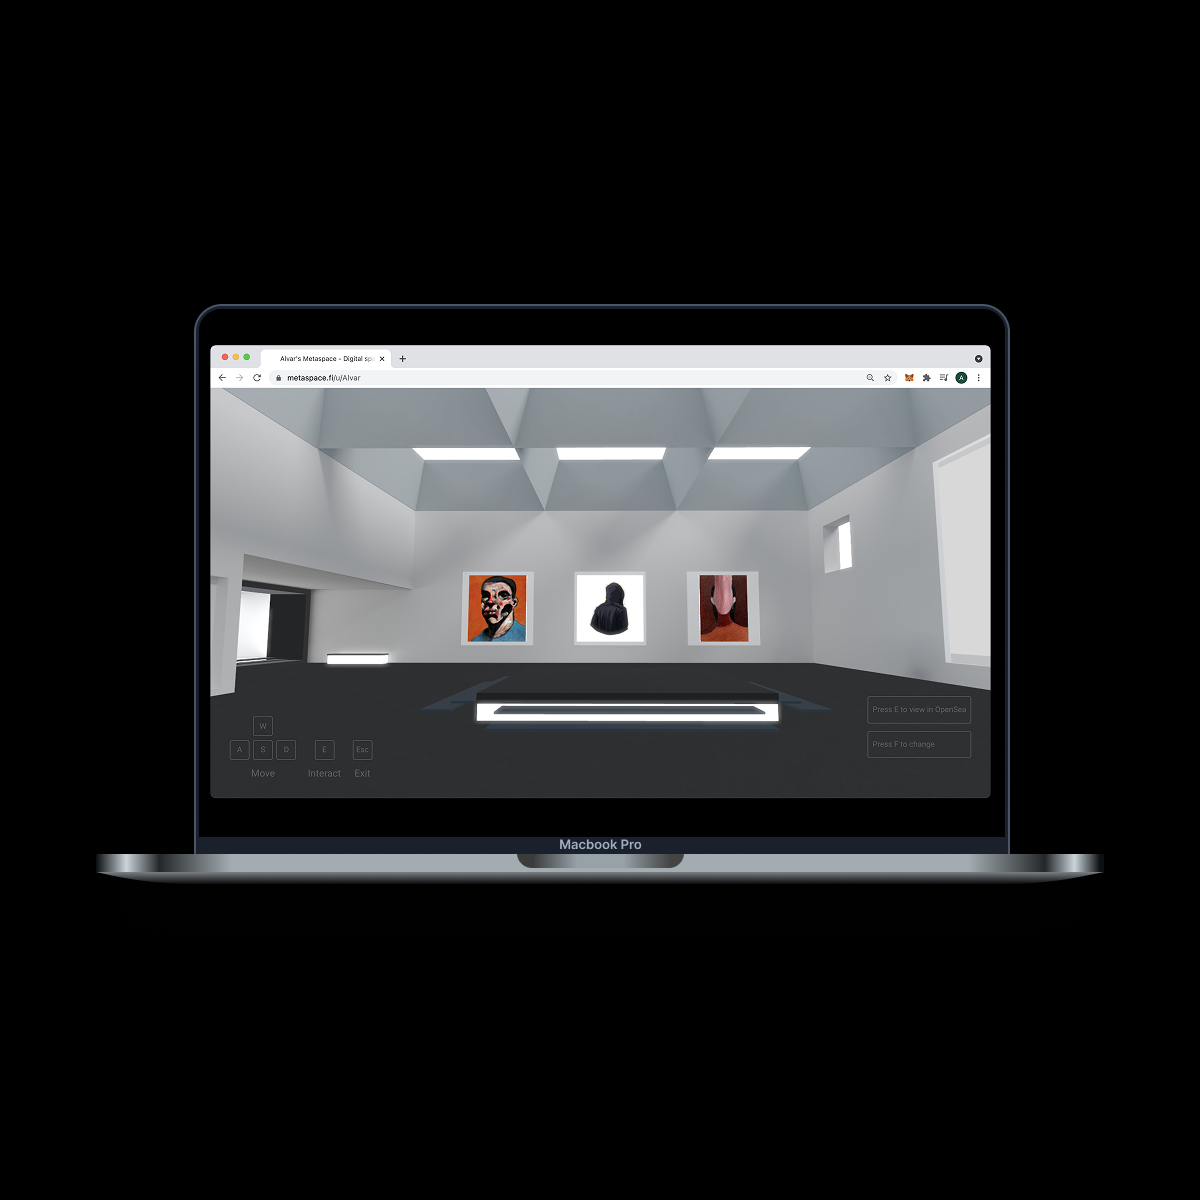 Alvar's Metaspace - Digital spa
metaspace.fi/u/Alvar
A
Press E to view in OpenSea
Press F to change
W
A S D E Esc
Move Interact Exit
Macbook Pro